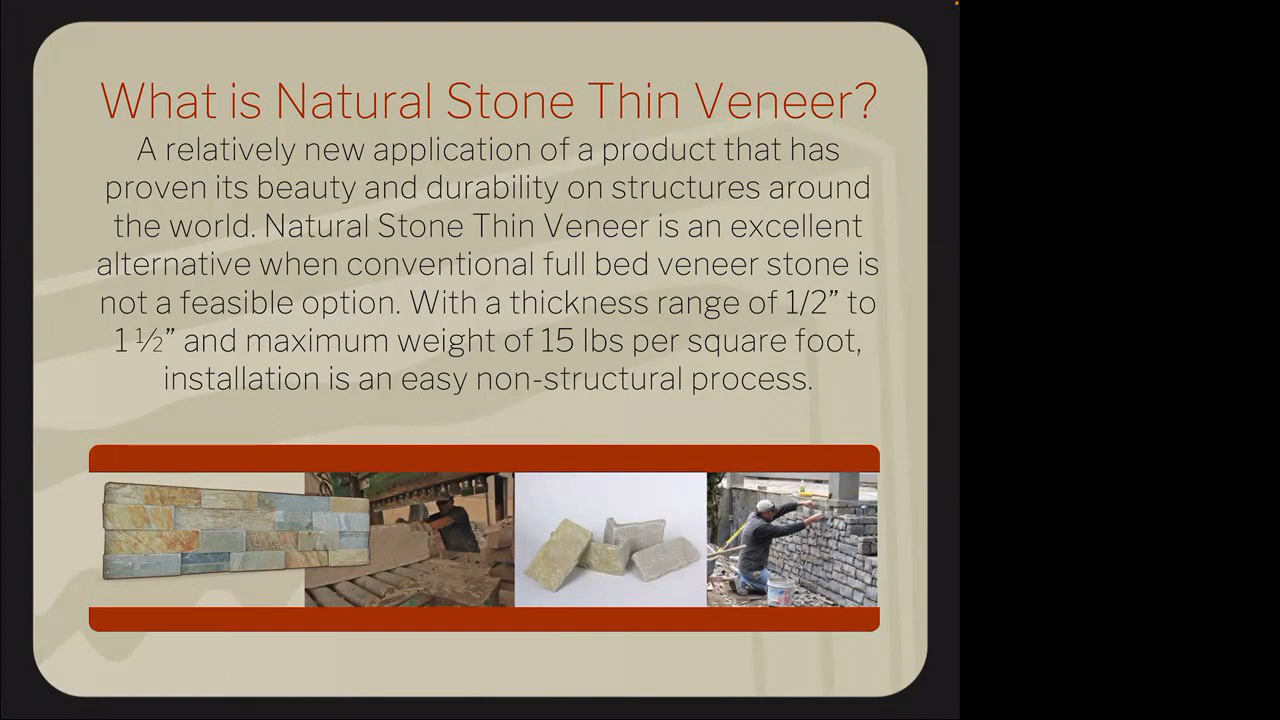 What is Natural Stone Thin Veneer?
A relatively new application of a product that has
proven its beauty and durability on structures around
the world. Natural Stone Thin Veneer is an excellent
alternative when conventional full bed veneer stone is
not a feasible option. With a thickness range of 1/2” to
1 ½” and maximum weight of 15 lbs per square foot,
installation is an easy non-structural process.